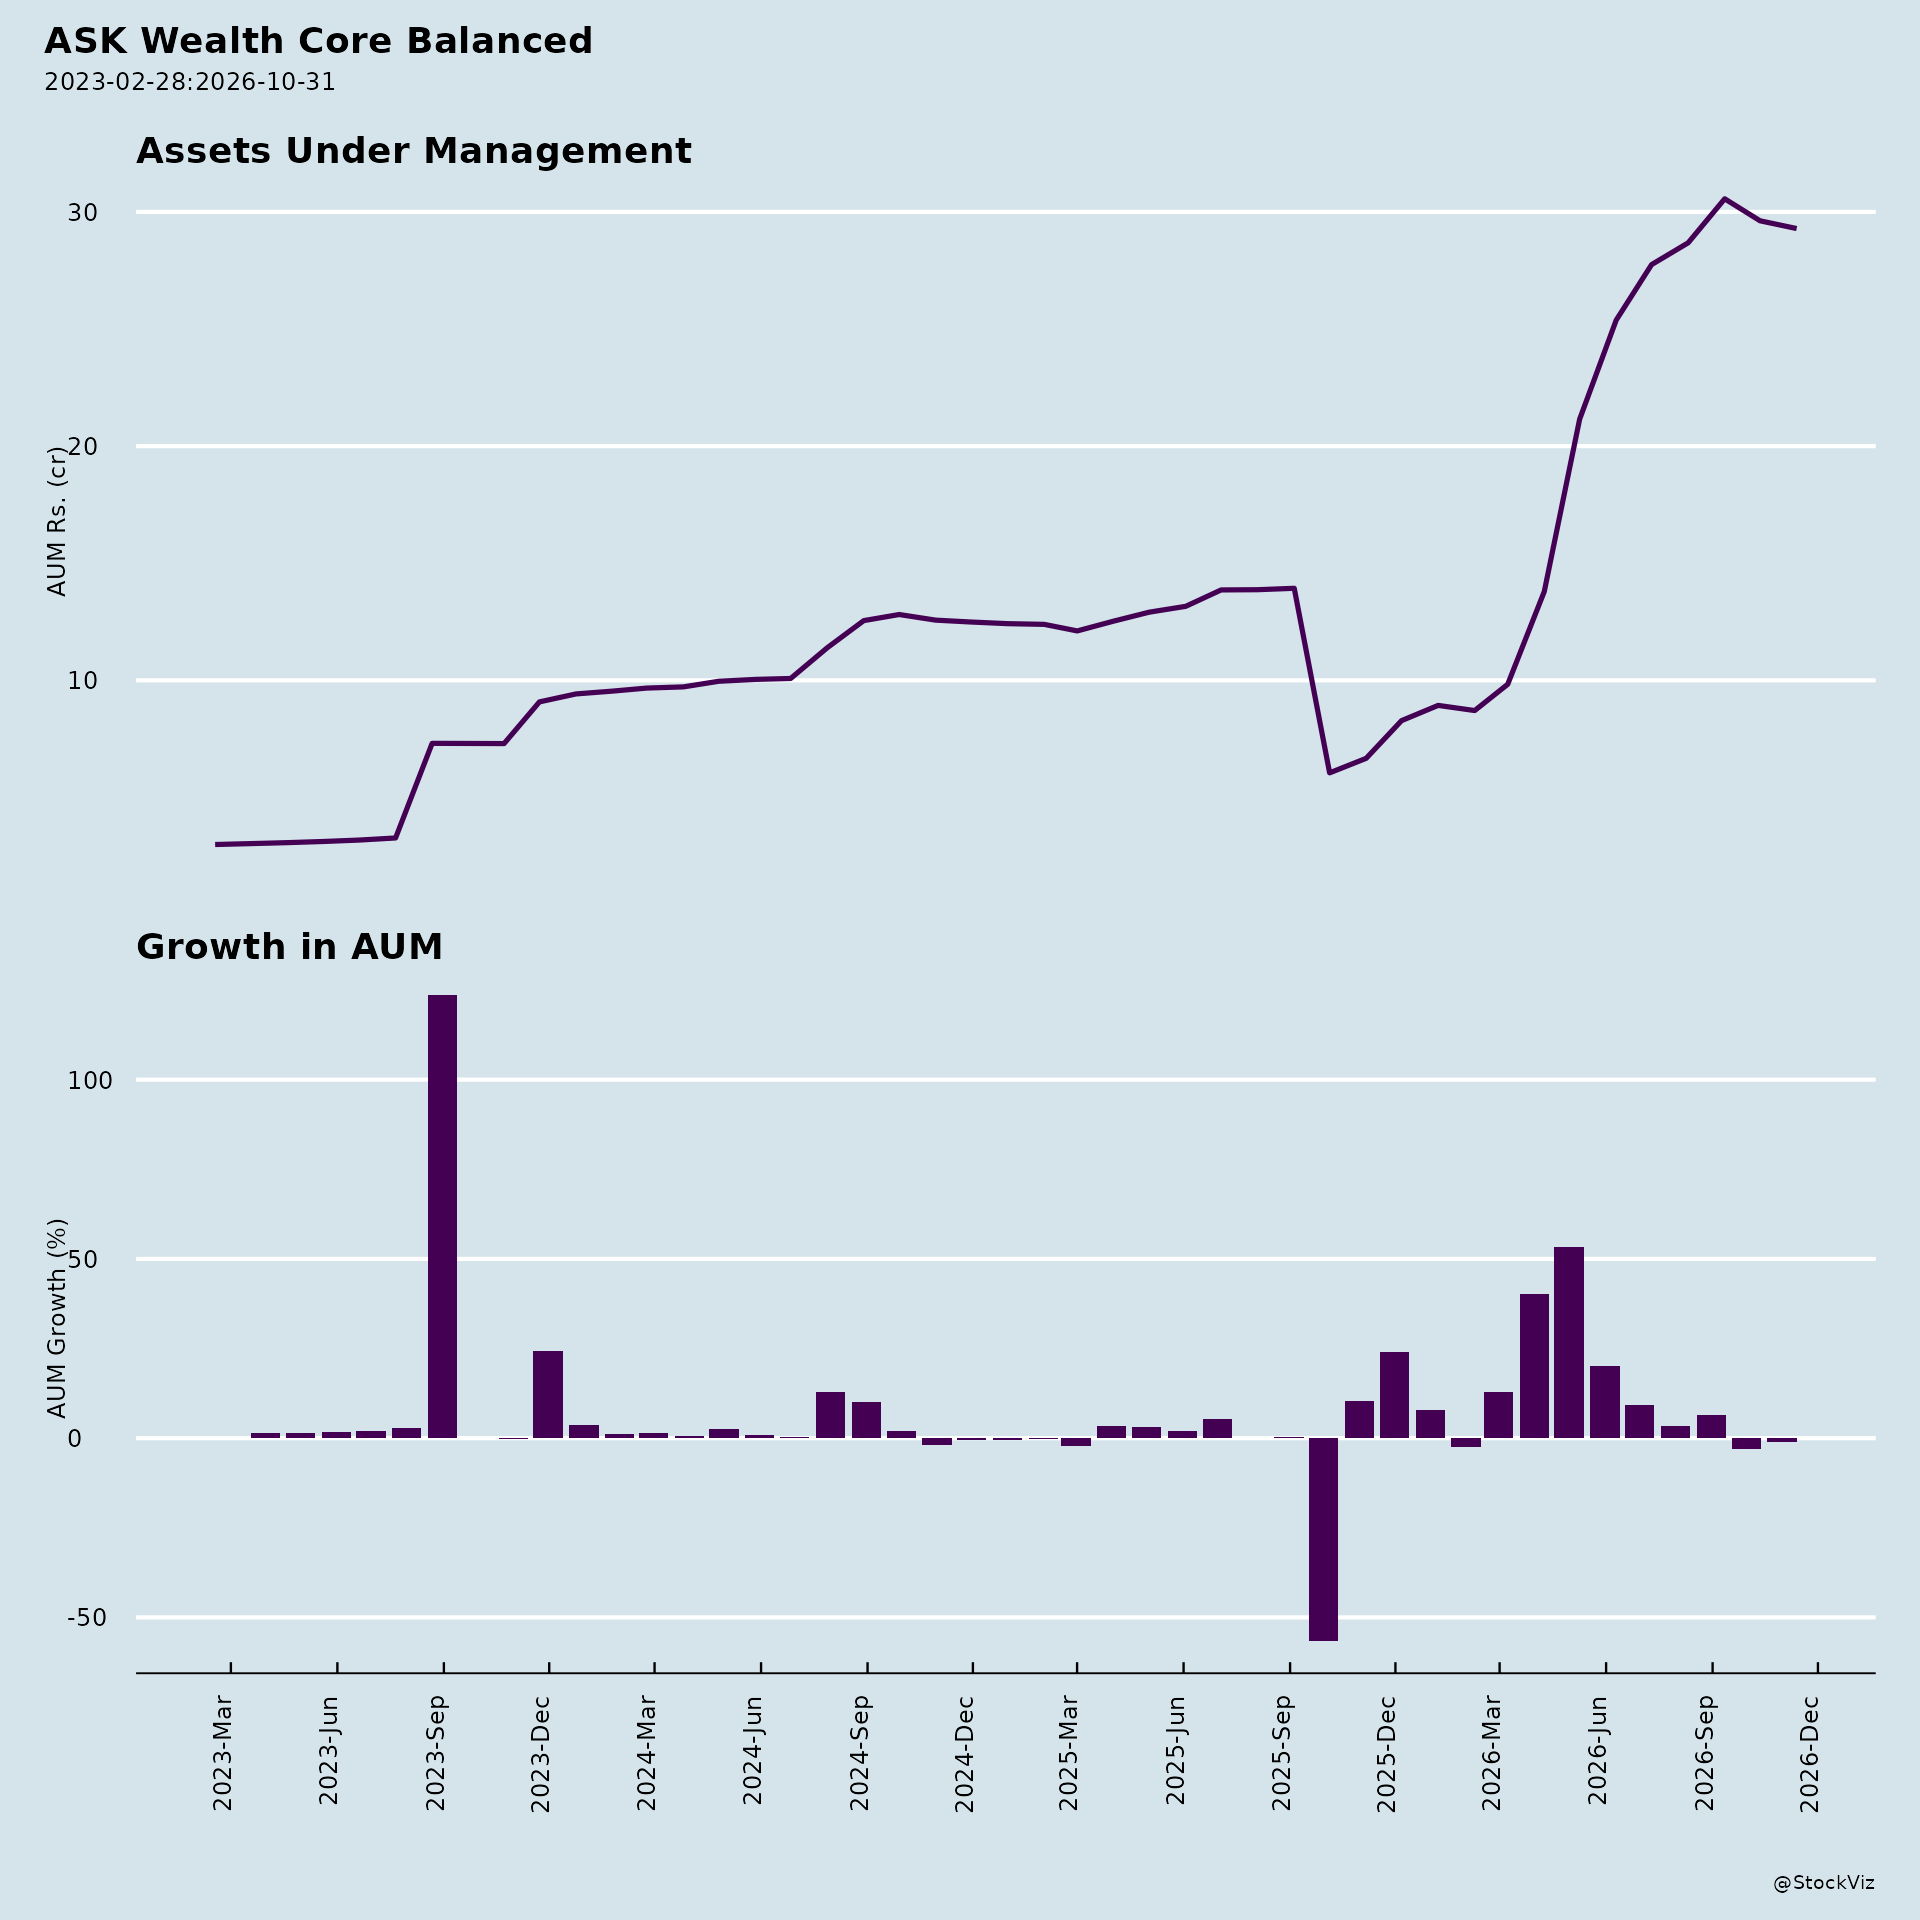 ASK Wealth Core Balanced
2023-02-28:2026-10-31
Assets Under Management
30
20
10
AUM Rs. (cr)
Growth in AUM
100
50
0
-50
AUM Growth (%)
2023-Mar
2023-Jun
2023-Sep
2023-Dec
2024-Mar
2024-Jun
2024-Sep
2024-Dec
2025-Mar
2025-Jun
2025-Sep
2025-Dec
2026-Mar
2026-Jun
2026-Sep
2026-Dec
@StockViz